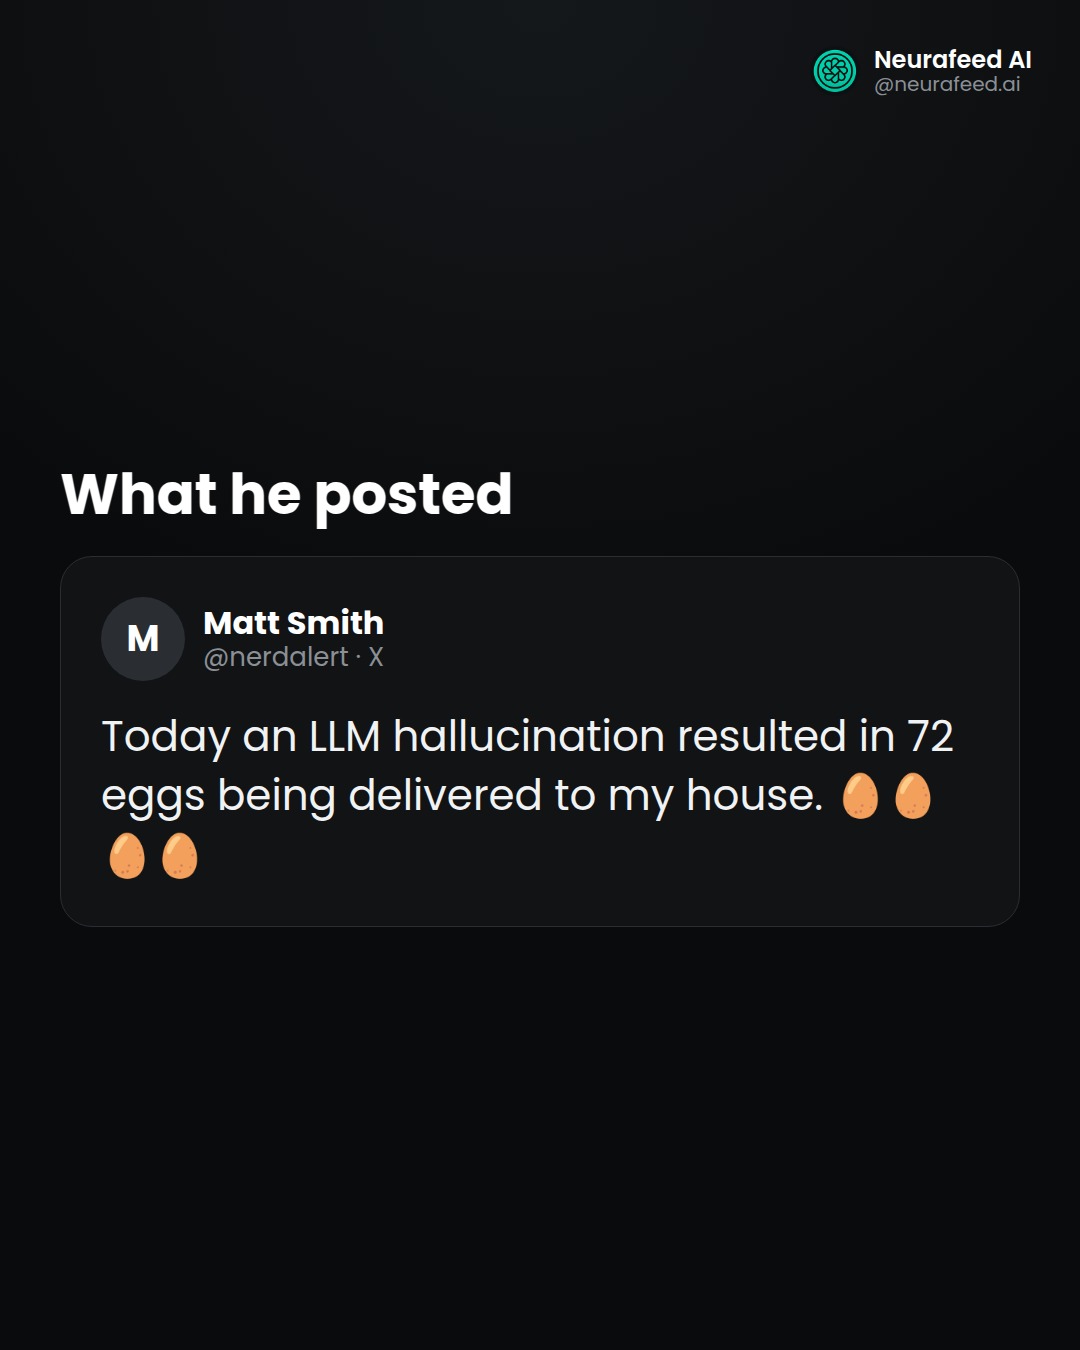 Neurafeed AI
@neurafeed.ai
What he posted
M
Matt Smith
@nerdalert · X
Today an LLM hallucination resulted in 72
eggs being delivered to my house. 🥚🥚
🥚🥚